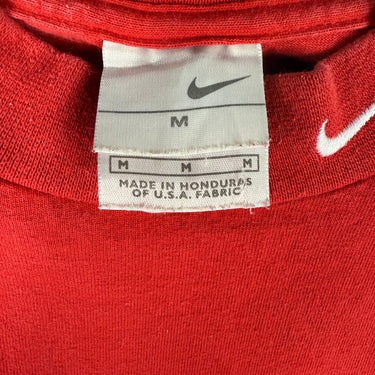 M
M M M
MADE IN HONDURAS
OF U.S.A. FABRIC